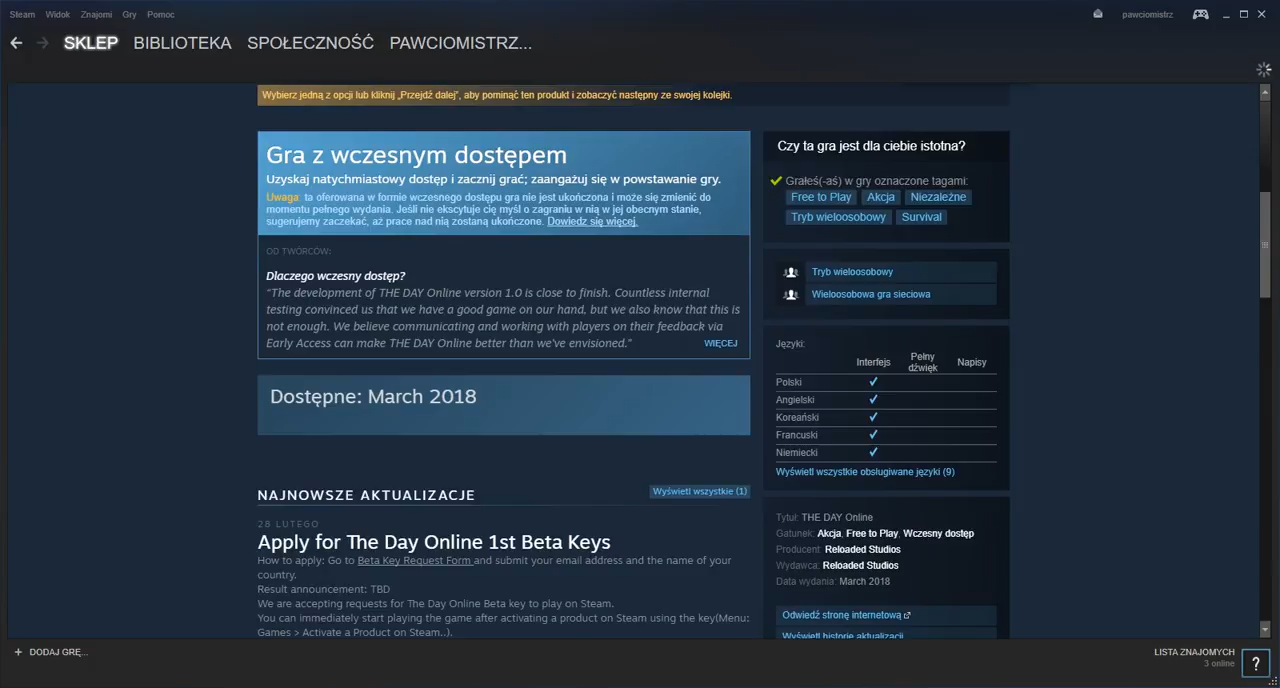 Steam Widok Znajomi Gry Pomoc
pawciomistrz
SKLEP BIBLIOTEKA SPOŁECZNOŚĆ PAWCIOMISTRZ...
Wybierz jedną z opcji lub kliknij „Przejdź dalej”, aby pominąć ten produkt i zobaczyć następny ze swojej kolejki.
Gra z wczesnym dostępem
Uzyskaj natychmiastowy dostęp i zacznij grać; zaangażuj się w powstawanie gry.
Uwaga: ta oferowana w formie wczesnego dostępu gra nie jest ukończona i może się zmienić do
momentu pełnego wydania. Jeśli nie ekscytuje cię myśl o zagraniu w nią w jej obecnym stanie,
sugerujemy zaczekać, aż prace nad nią zostaną ukończone. Dowiedz się więcej.
OD TWÓRCÓW:
Dlaczego wczesny dostęp?
“The development of THE DAY Online version 1.0 is close to finish. Countless internal
testing convinced us that we have a good game on our hand, but we also know that this is
not enough. We believe communicating and working with players on their feedback via
Early Access can make THE DAY Online better than we've envisioned.”
WIĘCEJ
Dostępne: March 2018
NAJNOWSZE AKTUALIZACJE
Wyświetl wszystkie (1)
28 LUTEGO
Apply for The Day Online 1st Beta Keys
How to apply: Go to Beta Key Request Form and submit your email address and the name of your
country.
Result announcement: TBD
We are accepting requests for The Day Online Beta key to play on Steam.
You can immediately start playing the game after activating a product on Steam using the key(Menu:
Games > Activate a Product on Steam..).
Czy ta gra jest dla ciebie istotna?
Grałeś(-aś) w gry oznaczone tagami:
Free to Play Akcja Niezależne
Tryb wieloosobowy Survival
Tryb wieloosobowy
Wieloosobowa gra sieciowa
Języki:
Interfejs Pełny dźwięk Napisy
Polski ✓
Angielski ✓
Koreański ✓
Francuski ✓
Niemiecki ✓
Wyświetl wszystkie obsługiwane języki (9)
Tytuł: THE DAY Online
Gatunek: Akcja, Free to Play, Wczesny dostęp
Producent: Reloaded Studios
Wydawca: Reloaded Studios
Data wydania: March 2018
Odwiedź stronę internetową
Wyświetl historię aktualizacji
+ DODAJ GRĘ...
LISTA ZNAJOMYCH
3 online
?